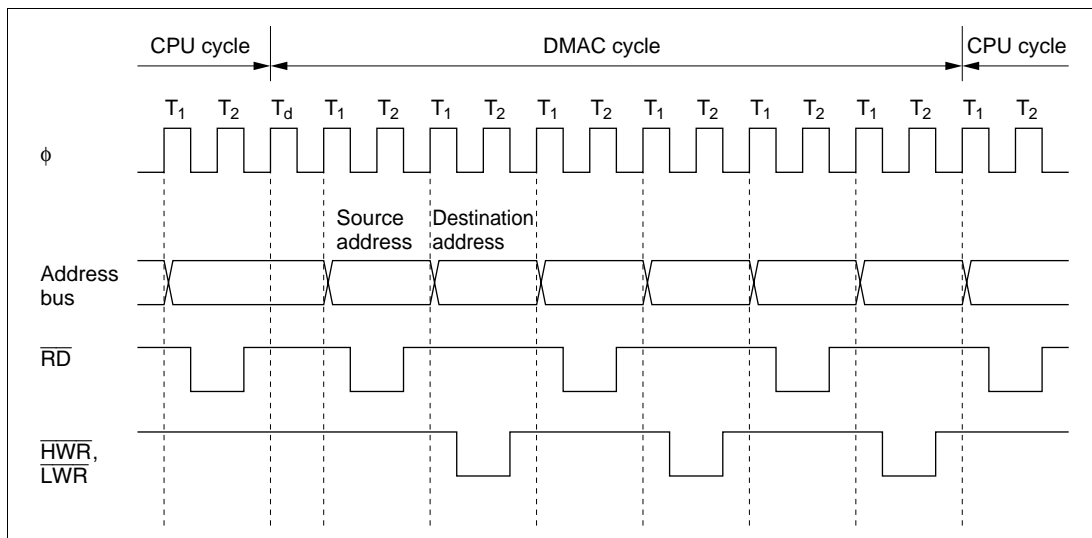 CPU cycle DMAC cycle CPU cycle
T1 T2 Td T1 T2 T1 T2 T1 T2 T1 T2 T1 T2 T1 T2 T1 T2
φ
Source address
Destination address
Address bus
RD
HWR,
LWR